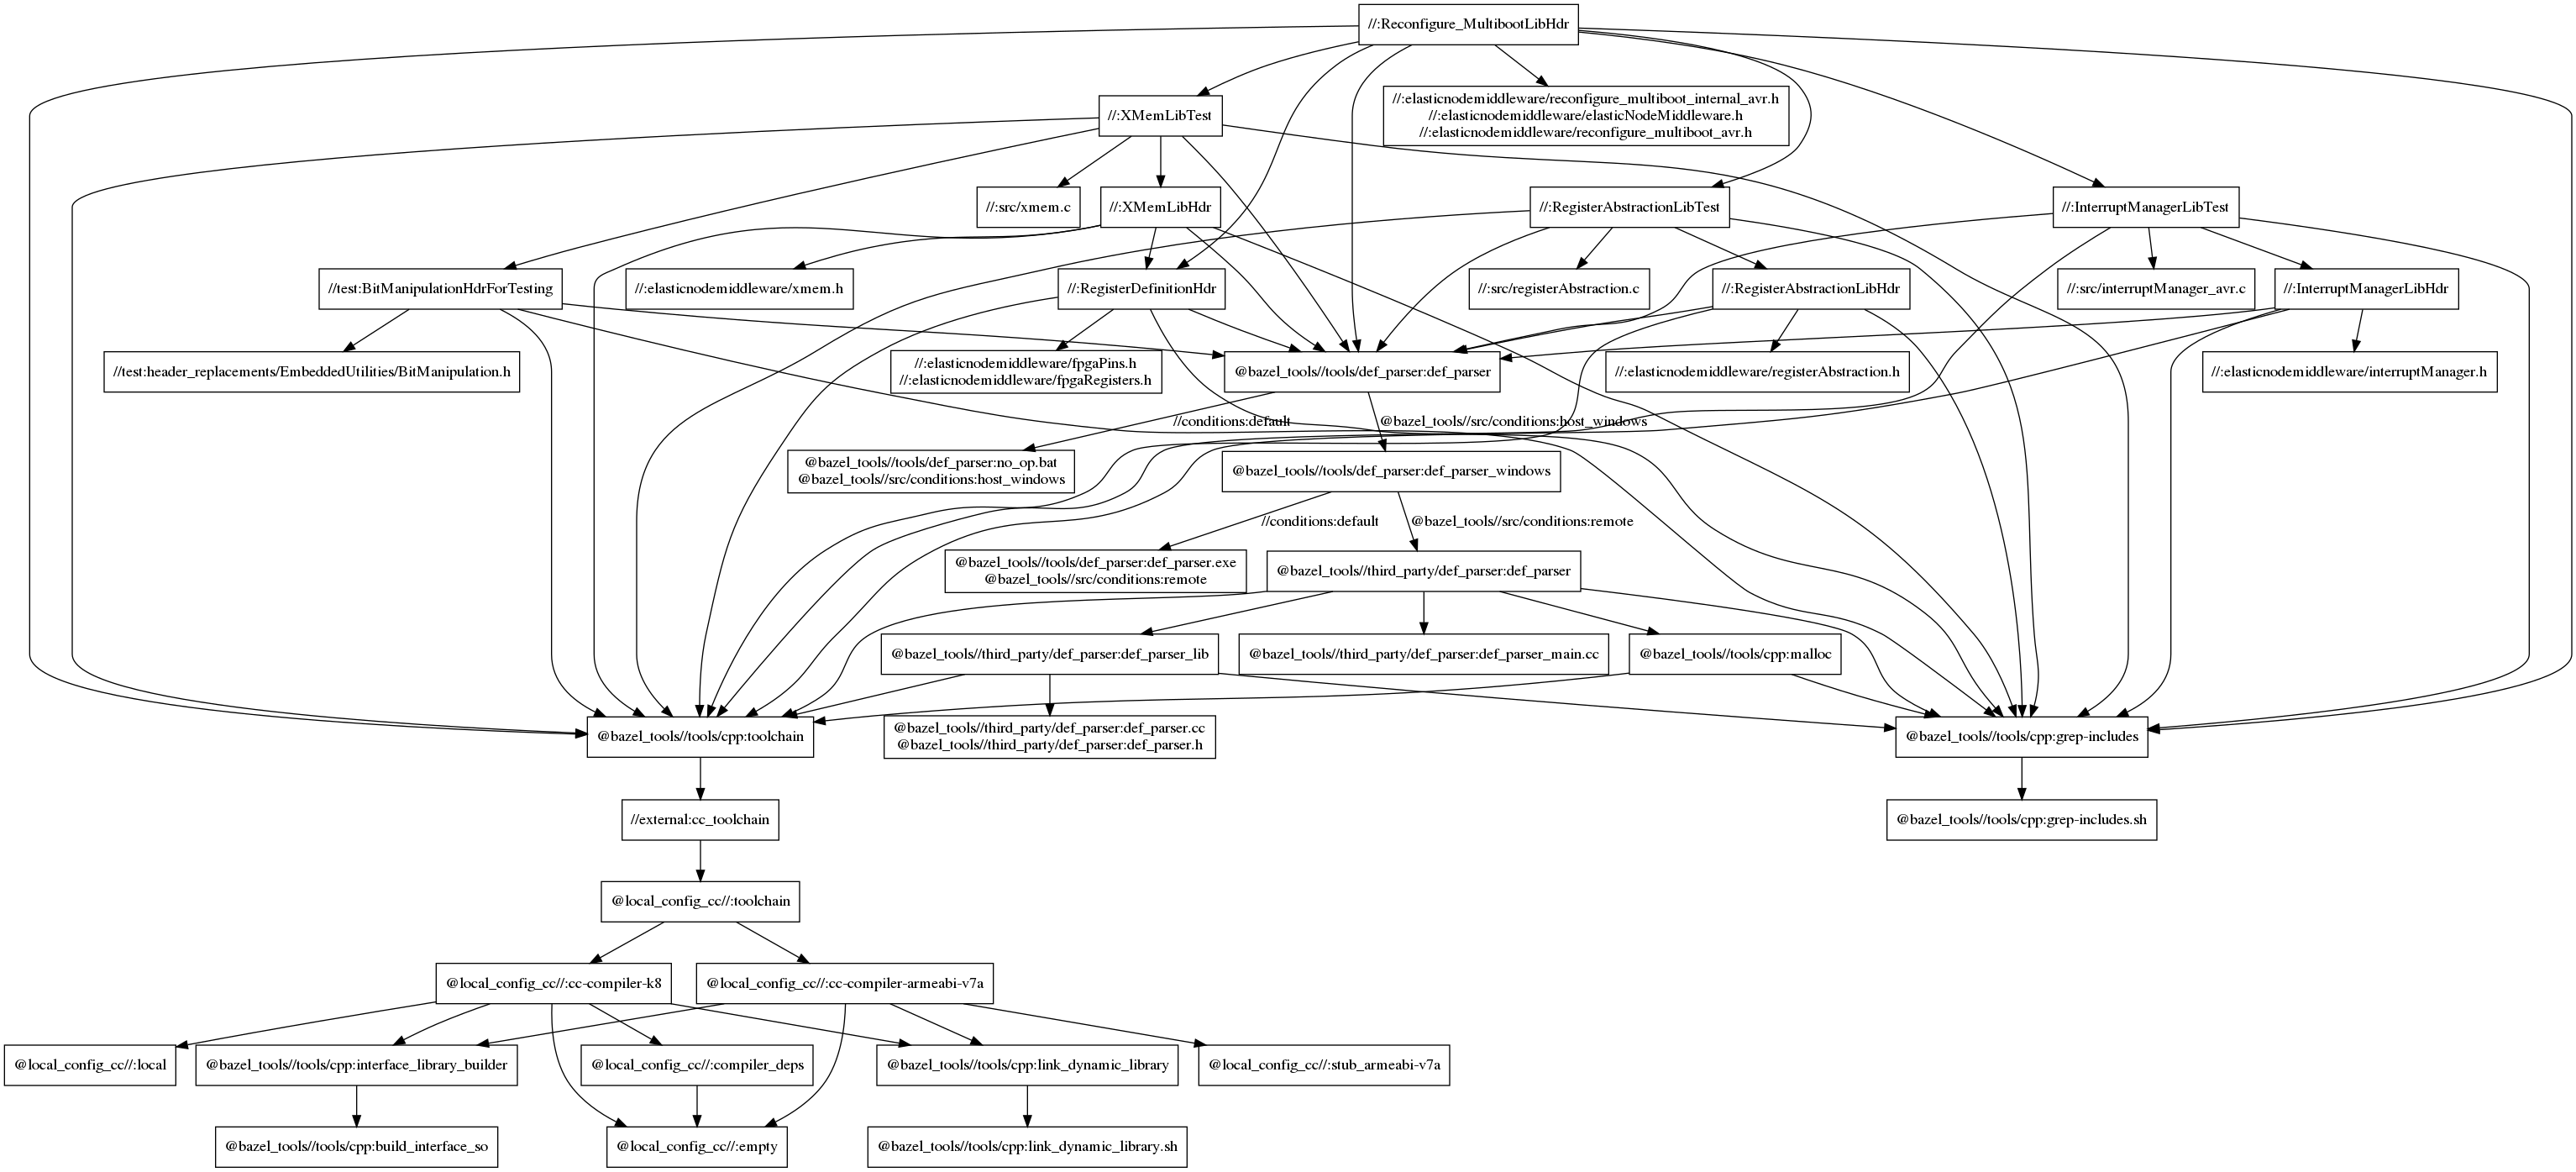 //:Reconfigure_MultibootLibHdr
//:elasticnodemiddleware/reconfigure_multiboot_internal_avr.h
//:elasticnodemiddleware/elasticNodeMiddleware.h
//:elasticnodemiddleware/reconfigure_multiboot_avr.h
//:XMemLibTest
//:src/xmem.c
//:XMemLibHdr
//:RegisterAbstractionLibTest
//:InterruptManagerLibTest
//test:BitManipulationHdrForTesting
//:elasticnodemiddleware/xmem.h
//:RegisterDefinitionHdr
//:src/registerAbstraction.c
//:RegisterAbstractionLibHdr
//:src/interruptManager_avr.c
//:InterruptManagerLibHdr
//test:header_replacements/EmbeddedUtilities/BitManipulation.h
//:elasticnodemiddleware/fpgaPins.h
//:elasticnodemiddleware/fpgaRegisters.h
@bazel_tools//tools/def_parser:def_parser
//:elasticnodemiddleware/registerAbstraction.h
//:elasticnodemiddleware/interruptManager.h
//conditions:default
@bazel_tools//src/conditions:host_windows
@bazel_tools//tools/def_parser:no_op.bat
@bazel_tools//src/conditions:host_windows
@bazel_tools//tools/def_parser:def_parser_windows
//conditions:default
@bazel_tools//src/conditions:remote
@bazel_tools//tools/def_parser:def_parser.exe
@bazel_tools//src/conditions:remote
@bazel_tools//third_party/def_parser:def_parser
@bazel_tools//third_party/def_parser:def_parser_lib
@bazel_tools//third_party/def_parser:def_parser_main.cc
@bazel_tools//tools/cpp:malloc
@bazel_tools//tools/cpp:toolchain
@bazel_tools//third_party/def_parser:def_parser.cc
@bazel_tools//third_party/def_parser:def_parser.h
@bazel_tools//tools/cpp:grep-includes
//external:cc_toolchain
@bazel_tools//tools/cpp:grep-includes.sh
@local_config_cc//:toolchain
@local_config_cc//:cc-compiler-k8
@local_config_cc//:cc-compiler-armeabi-v7a
@local_config_cc//:local
@bazel_tools//tools/cpp:interface_library_builder
@local_config_cc//:compiler_deps
@bazel_tools//tools/cpp:link_dynamic_library
@local_config_cc//:stub_armeabi-v7a
@bazel_tools//tools/cpp:build_interface_so
@local_config_cc//:empty
@bazel_tools//tools/cpp:link_dynamic_library.sh